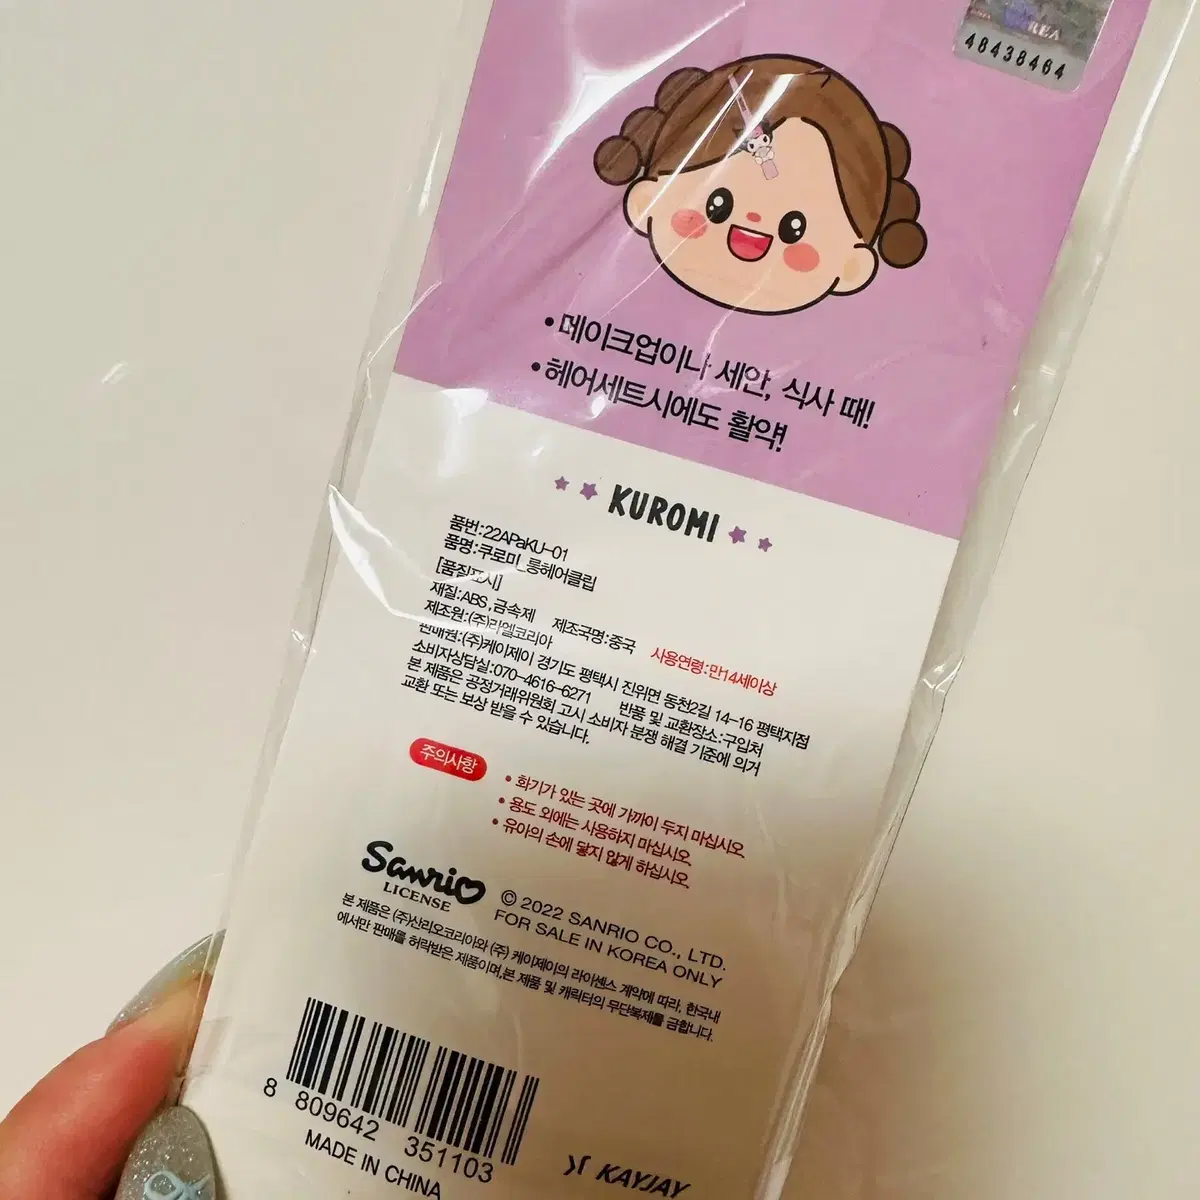 REA
48438464
• 메이크업이나 세안, 식사 때!
• 헤어세트시에도 활약!
KUROMI
품번:22APaKU-01
품명:쿠로미_롱헤어클립
[품질표시]
재질:ABS,금속제 제조국명:중국 사용연령:만14세이상
제조원:(주)라엘코리아
판매원:(주)케이제이 경기도 평택시 진위면 동천2길 14-16 평택지점
소비자상담실:070-4616-6271 반품 및 교환장소:구입처
본 제품은 공정거래위원회 고시 소비자 분쟁 해결 기준에 의거
교환 또는 보상 받을 수 있습니다.
주의사항
• 화기가 있는 곳에 가까이 두지 마십시오.
• 용도 외에는 사용하지 마십시오.
• 유아의 손에 닿지 않게 하십시오.
Sanrio
LICENSE
© 2022 SANRIO CO., LTD.
FOR SALE IN KOREA ONLY
본 제품은 (주)산리오코리아와 (주) 케이제이의 라이센스 계약에 따라, 한국내
에서만 판매를 허락받은 제품이며,본 제품 및 캐릭터의 무단복제를 금합니다.
8 809642 351103
MADE IN CHINA
KAYJAY